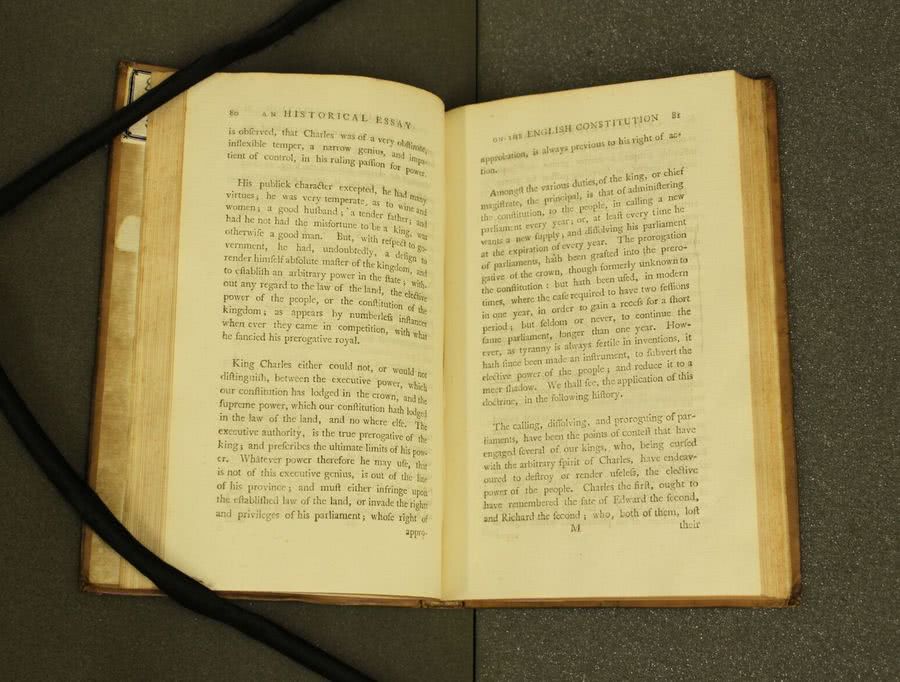 80 AN HISTORICAL ESSAY
is obſerved, that Charles was of a very obſtinate,
inflexible temper, a narrow genius, and impa-
tient of control, in his ruling paſſion for power.
His publick character excepted, he had many
virtues; he was very temperate, as to wine and
women; a good huſband; a tender father; and
had he not had the misfortune to be a king, was
otherwiſe a good man. But, with reſpect to go-
vernment, he had, undoubtedly, a deſign to
render himſelf abſolute maſter of the kingdom, and
to eſtabliſh an arbitrary power in the ſtate; with-
out any regard to the law of the land, the elective
power of the people, or the conſtitution of the
kingdom; as appears by numberleſs inſtances
when ever they came in competition, with what
he fancied his prerogative royal.
King Charles either could not, or would not
diſtinguiſh, between the executive power, which
our conſtitution has lodged in the crown, and the
ſupreme power, which our conſtitution hath lodged
in the law of the land, and no where elſe. The
executive authority, is the true prerogative of the
king; and preſcribes the ultimate limits of his pow-
er. Whatever power therefore he may uſe, that
is not of this executive genius, is out of the line
of his province; and muſt either infringe upon
the eſtabliſhed law of the land, or invade the rights
and privileges of his parliament; whoſe right of
appro-
ON THE ENGLISH CONSTITUTION 81
approbation, is always previous to his right of ac-
tion.
Amongſt the various duties, of the king, or chief
magiſtrate, the principal, is that of adminiſtering
the conſtitution, to the people, in calling a new
parliament every year; or, at leaſt every time he
wants a new ſupply; and diſſolving his parliament
at the expiration of every year. The prorogation
of parliaments, hath been grafted into the prero-
gative of the crown, though formerly unknown to
the conſtitution: but hath been uſed, in modern
times, where the caſe required to have two ſeſſions
in one year, in order to gain a receſs for a ſhort
period; but ſeldom or never, to continue the
ſame parliament, longer than one year. How-
ever, as tyranny is always fertile in inventions, it
hath ſince been made an inſtrument, to ſubvert the
elective power of the people; and reduce it to a
meer ſhadow. We ſhall ſee, the application of this
doctrine, in the following hiſtory.
The calling, diſſolving, and proroguing of par-
liaments, have been the points of conteſt that have
engaged ſeveral of our kings, who, being curſed
with the arbitrary ſpirit of Charles, have endeav-
oured to deſtroy or render uſeleſs, the elective
power of the people. Charles the firſt, ought to
have remembered the fate of Edward the ſecond,
and Richard the ſecond; who, both of them, loſt
M their